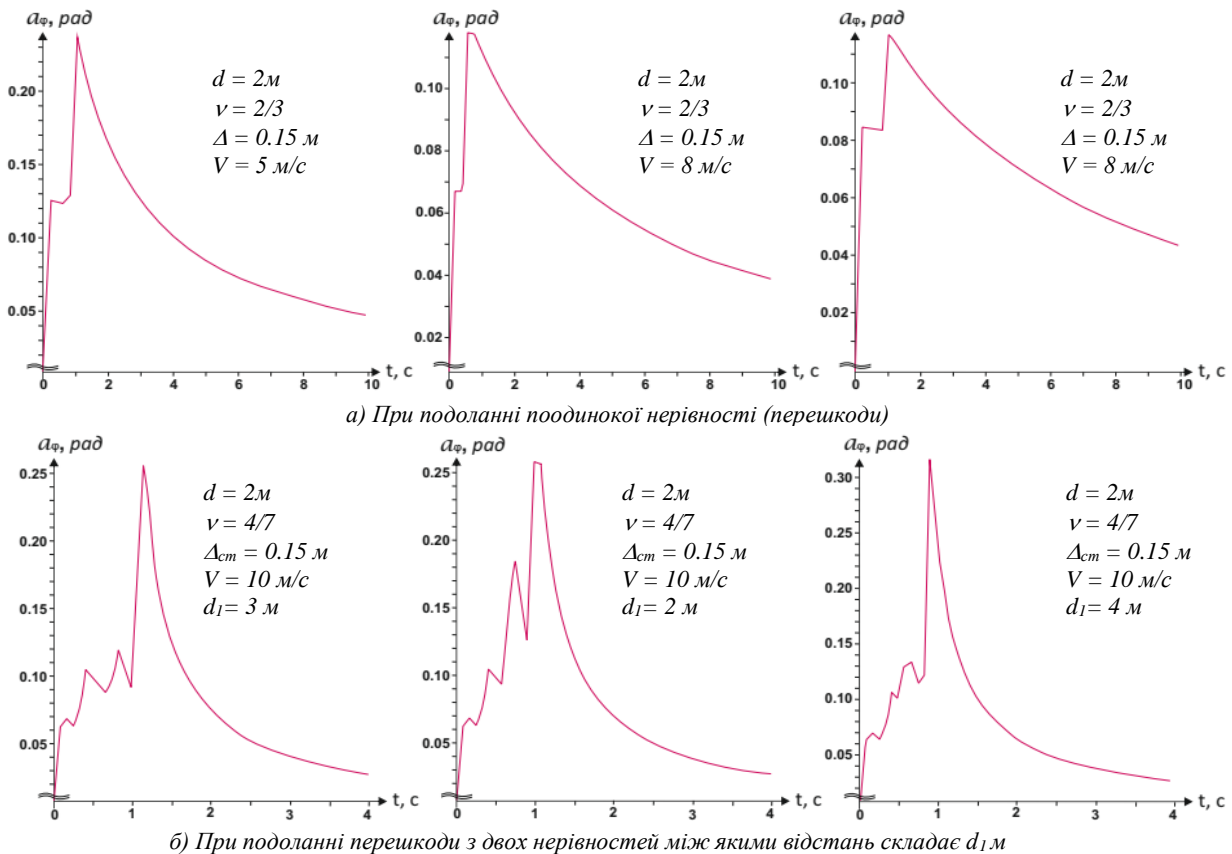 aφ, рад
0.20
0.15
0.10
0.05
0 2 4 6 8 10
t, с
d = 2м
ν = 2/3
Δ = 0.15 м
V = 5 м/с
aφ, рад
0.10
0.08
0.06
0.04
0.02
0 2 4 6 8 10
t, с
d = 2м
ν = 2/3
Δ = 0.15 м
V = 8 м/с
aφ, рад
0.10
0.08
0.06
0.04
0.02
0 2 4 6 8 10
t, с
d = 2м
ν = 2/3
Δ = 0.15 м
V = 8 м/с
а) При подоланні поодинокої нерівності (перешкоди)
aφ, рад
0.25
0.20
0.15
0.10
0.05
0 1 2 3 4
t, с
d = 2м
ν = 4/7
Δст = 0.15 м
V = 10 м/с
d1= 3 м
aφ, рад
0.25
0.20
0.15
0.10
0.05
0 1 2 3 4
t, с
d = 2м
ν = 4/7
Δст = 0.15 м
V = 10 м/с
d1= 2 м
aφ, рад
0.30
0.25
0.20
0.15
0.10
0.05
0 1 2 3 4
t, с
d = 2м
ν = 4/7
Δст = 0.15 м
V = 10 м/с
d1= 4 м
б) При подоланні перешкоди з двох нерівностей між якими відстань складає d1 м